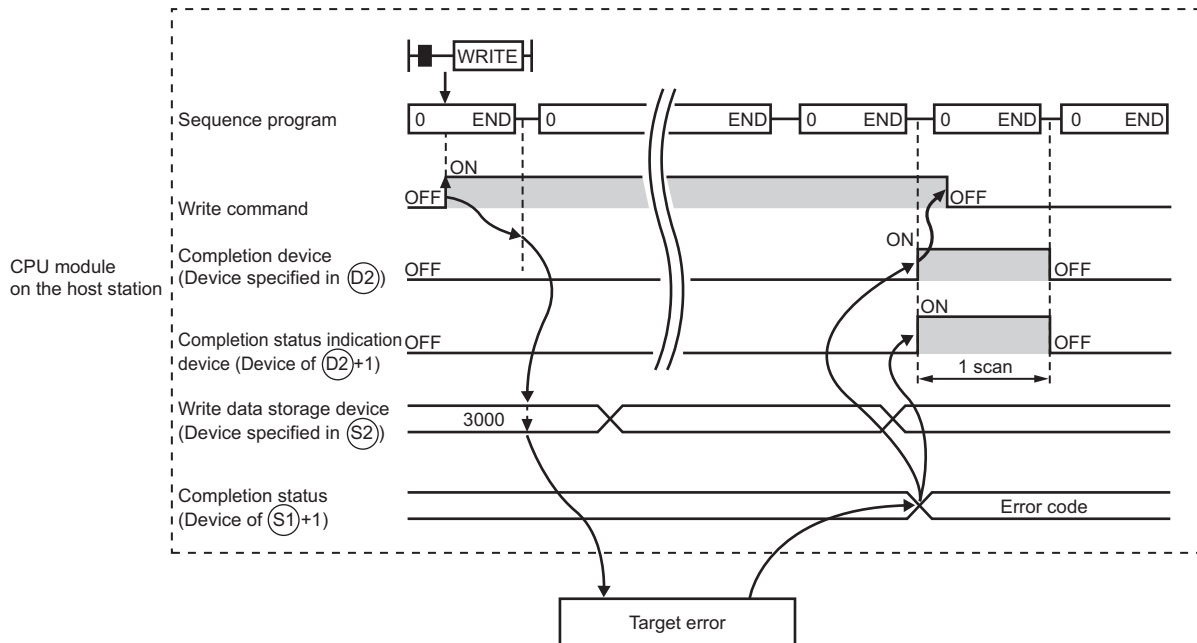 WRITE
Sequence program
0 END 0 END 0 END 0 END 0 END
ON
Write command
OFF
OFF
CPU module
on the host station
Completion device
(Device specified in D2)
OFF
ON
OFF
Completion status indication
device (Device of D2+1)
OFF
ON
OFF
1 scan
Write data storage device
(Device specified in S2)
3000
Completion status
(Device of S1+1)
Error code
Target error